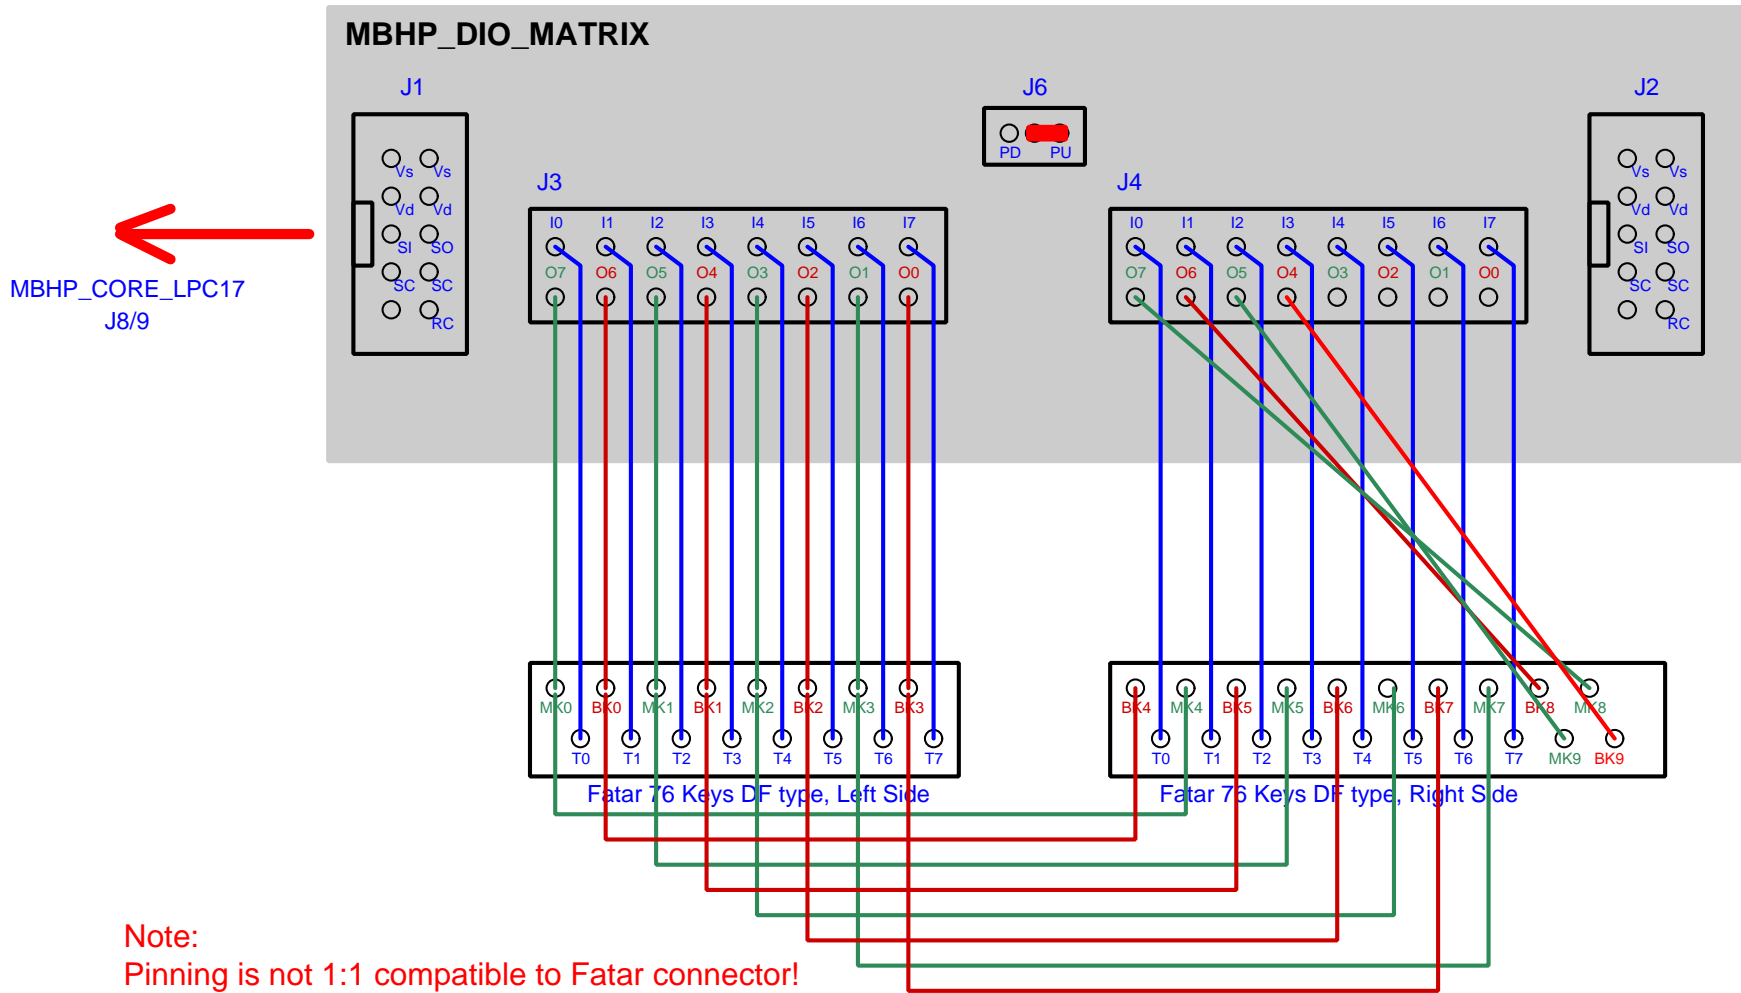 MBHP_DIO_MATRIX
J1
J6
J2
PD PU
J3
J4
Vs Vs
Vd Vd
SI SO
SC SC
RC
I0 I1 I2 I3 I4 I5 I6 I7
O7 O6 O5 O4 O3 O2 O1 O0
I0 I1 I2 I3 I4 I5 I6 I7
O7 O6 O5 O4 O3 O2 O1 O0
Vs Vs
Vd Vd
SI SO
SC SC
RC
MBHP_CORE_LPC17
J8/9
MK0 BK0 MK1 BK1 MK2 BK2 MK3 BK3
T0 T1 T2 T3 T4 T5 T6 T7
Fatar 76 Keys DF type, Left Side
BK4 MK4 BK5 MK5 BK6 MK6 BK7 MK7 BK8 MK8
T0 T1 T2 T3 T4 T5 T6 T7 MK9 BK9
Fatar 76 Keys DF type, Right Side
Note:
Pinning is not 1:1 compatible to Fatar connector!